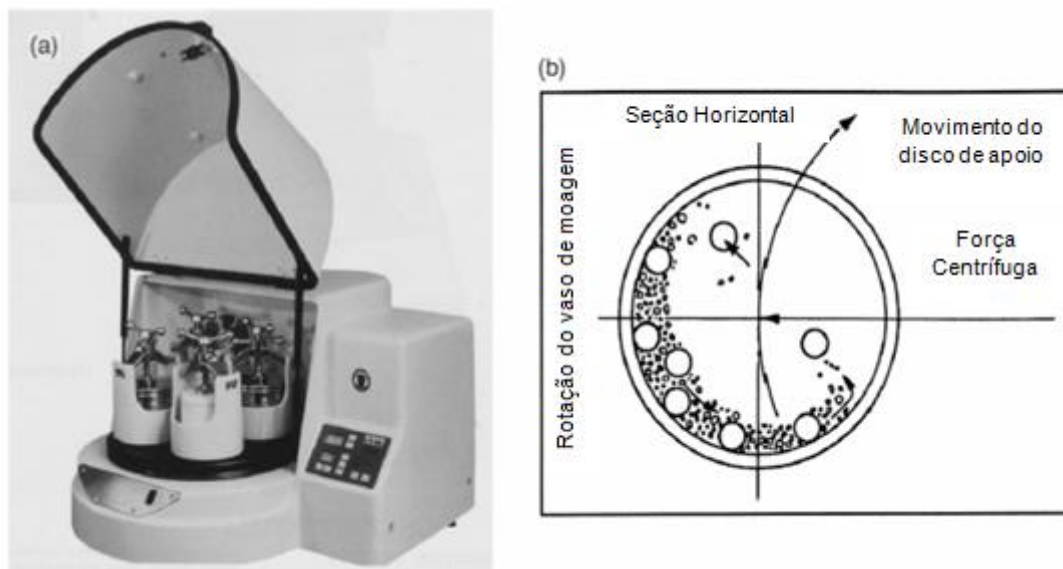 (a)
(b)
Seção Horizontal
Movimento do
disco de apoio
Rotação do vaso de moagem
Força
Centrífuga